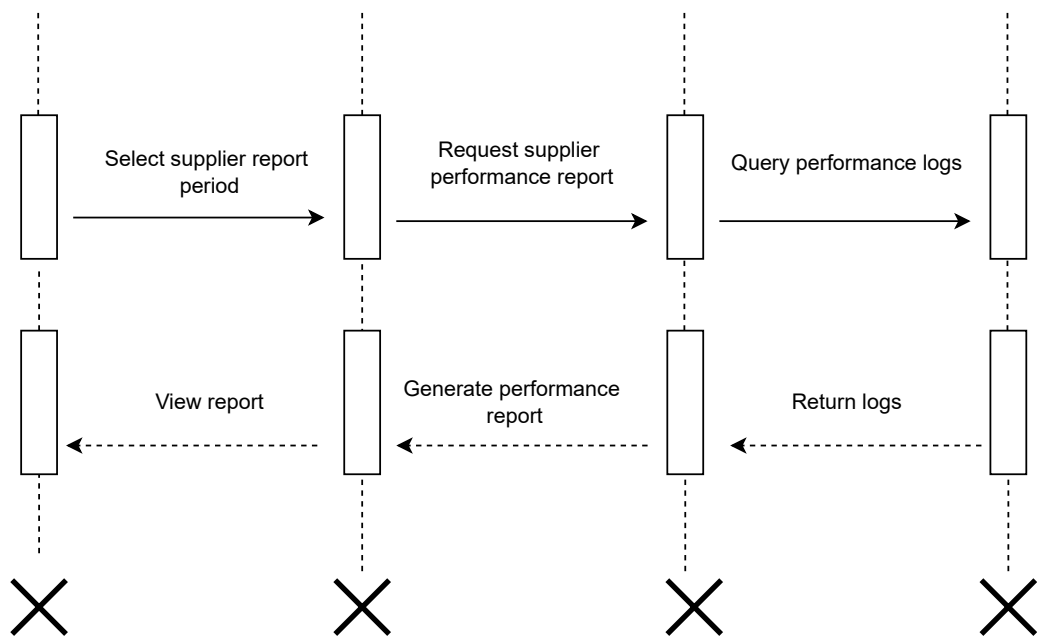 Select supplier report
period
Request supplier
performance report
Query performance logs
View report
Generate performance
report
Return logs